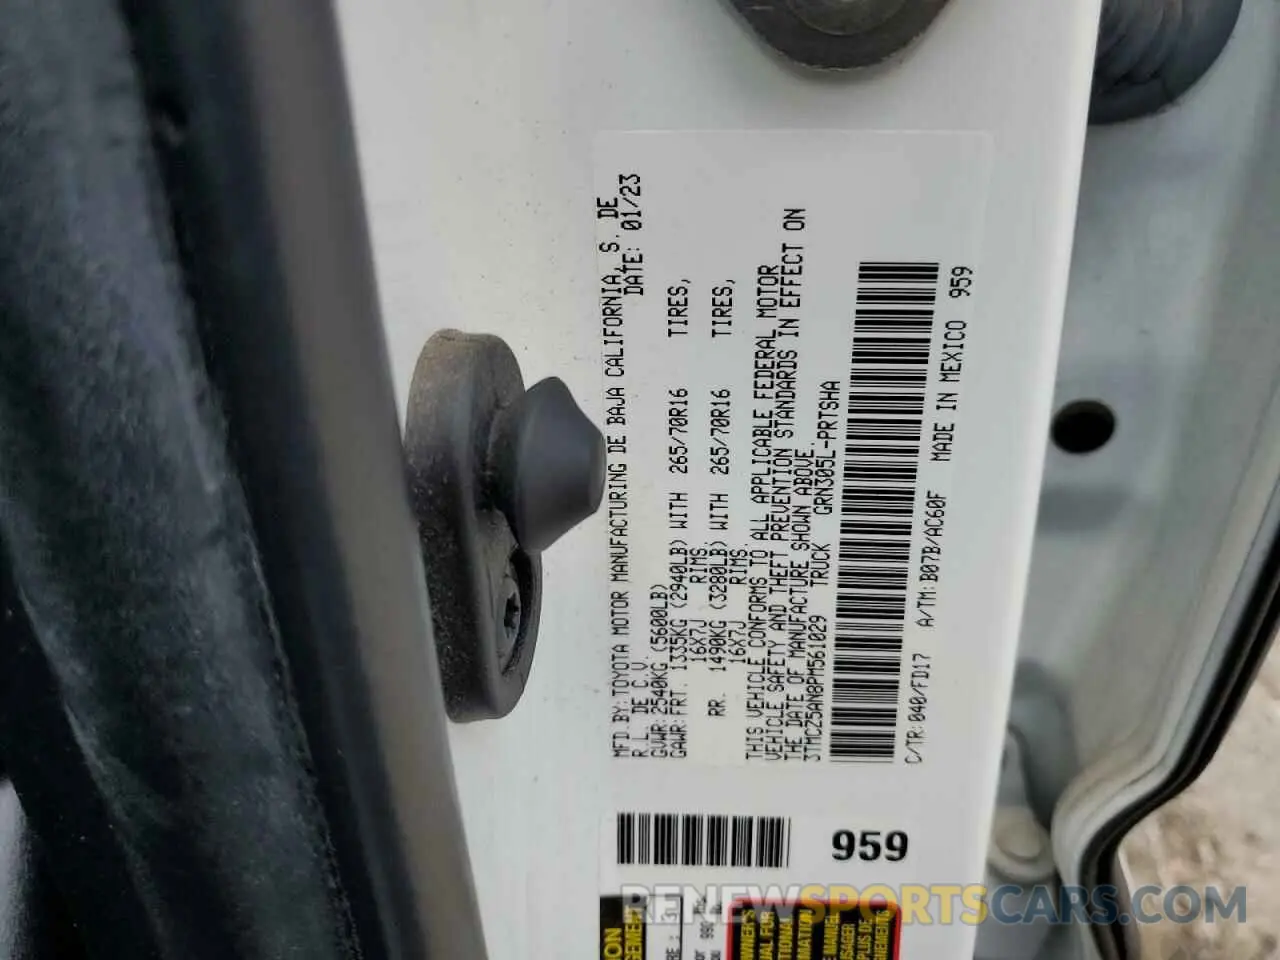 MFD.BY:TOYOTA MOTOR MANUFACTURING DE BAJA CALIFORNIA, S. DE
R.L. DE C.V. DATE: 01/23
GVWR:2540KG (5600LB)
GAWR:FRT. 1335KG (2940LB) WITH 265/70R16 TIRES,
16X7J RIMS
RR. 1490KG (3280LB) WITH 265/70R16 TIRES,
16X7J RIMS.
THIS VEHICLE CONFORMS TO ALL APPLICABLE FEDERAL MOTOR
VEHICLE SAFETY AND THEFT PREVENTION STANDARDS IN EFFECT ON
THE DATE OF MANUFACTURE SHOWN ABOVE.
3TMCZ5AN8PM561029 TRUCK GRN305L-PRTSHA
C/TR:040/FD17 A/TM:B07B/AC60F MADE IN MEXICO 959
959
RENEWSPORTSCARS.COM